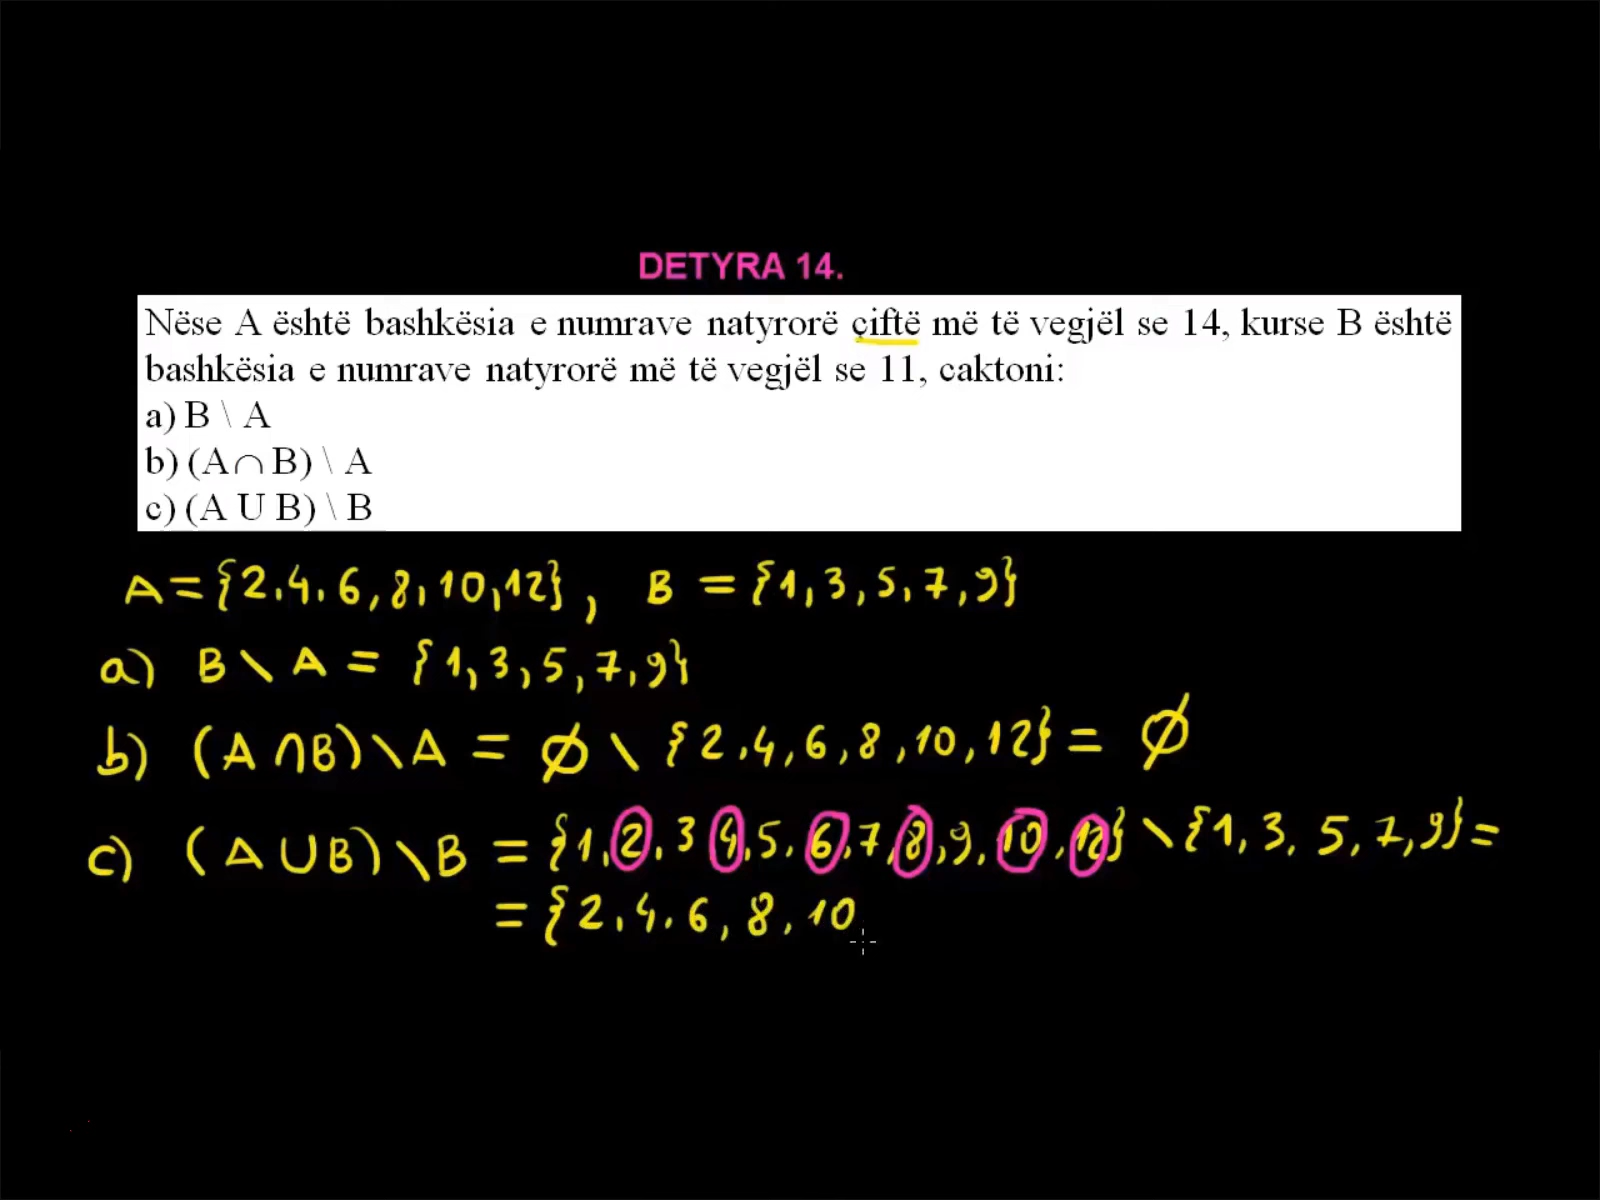 DETYRA 14.
Nëse A është bashkësia e numrave natyrorë çiftë më të vegjël se 14, kurse B është
bashkësia e numrave natyrorë më të vegjël se 11, caktoni:
a) B \ A
b) (A∩B) \ A
c) (A U B) \ B
A={2,4,6,8,10,12}, B={1,3,5,7,9}
a) B \ A = {1,3,5,7,9}
b) (A∩B) \ A = ∅ \ {2,4,6,8,10,12} = ∅
c) (A∪B) \ B = {1,2,3 4,5,6,7,8,9,10,12} \ {1,3,5,7,9}=
= {2,4,6,8,10